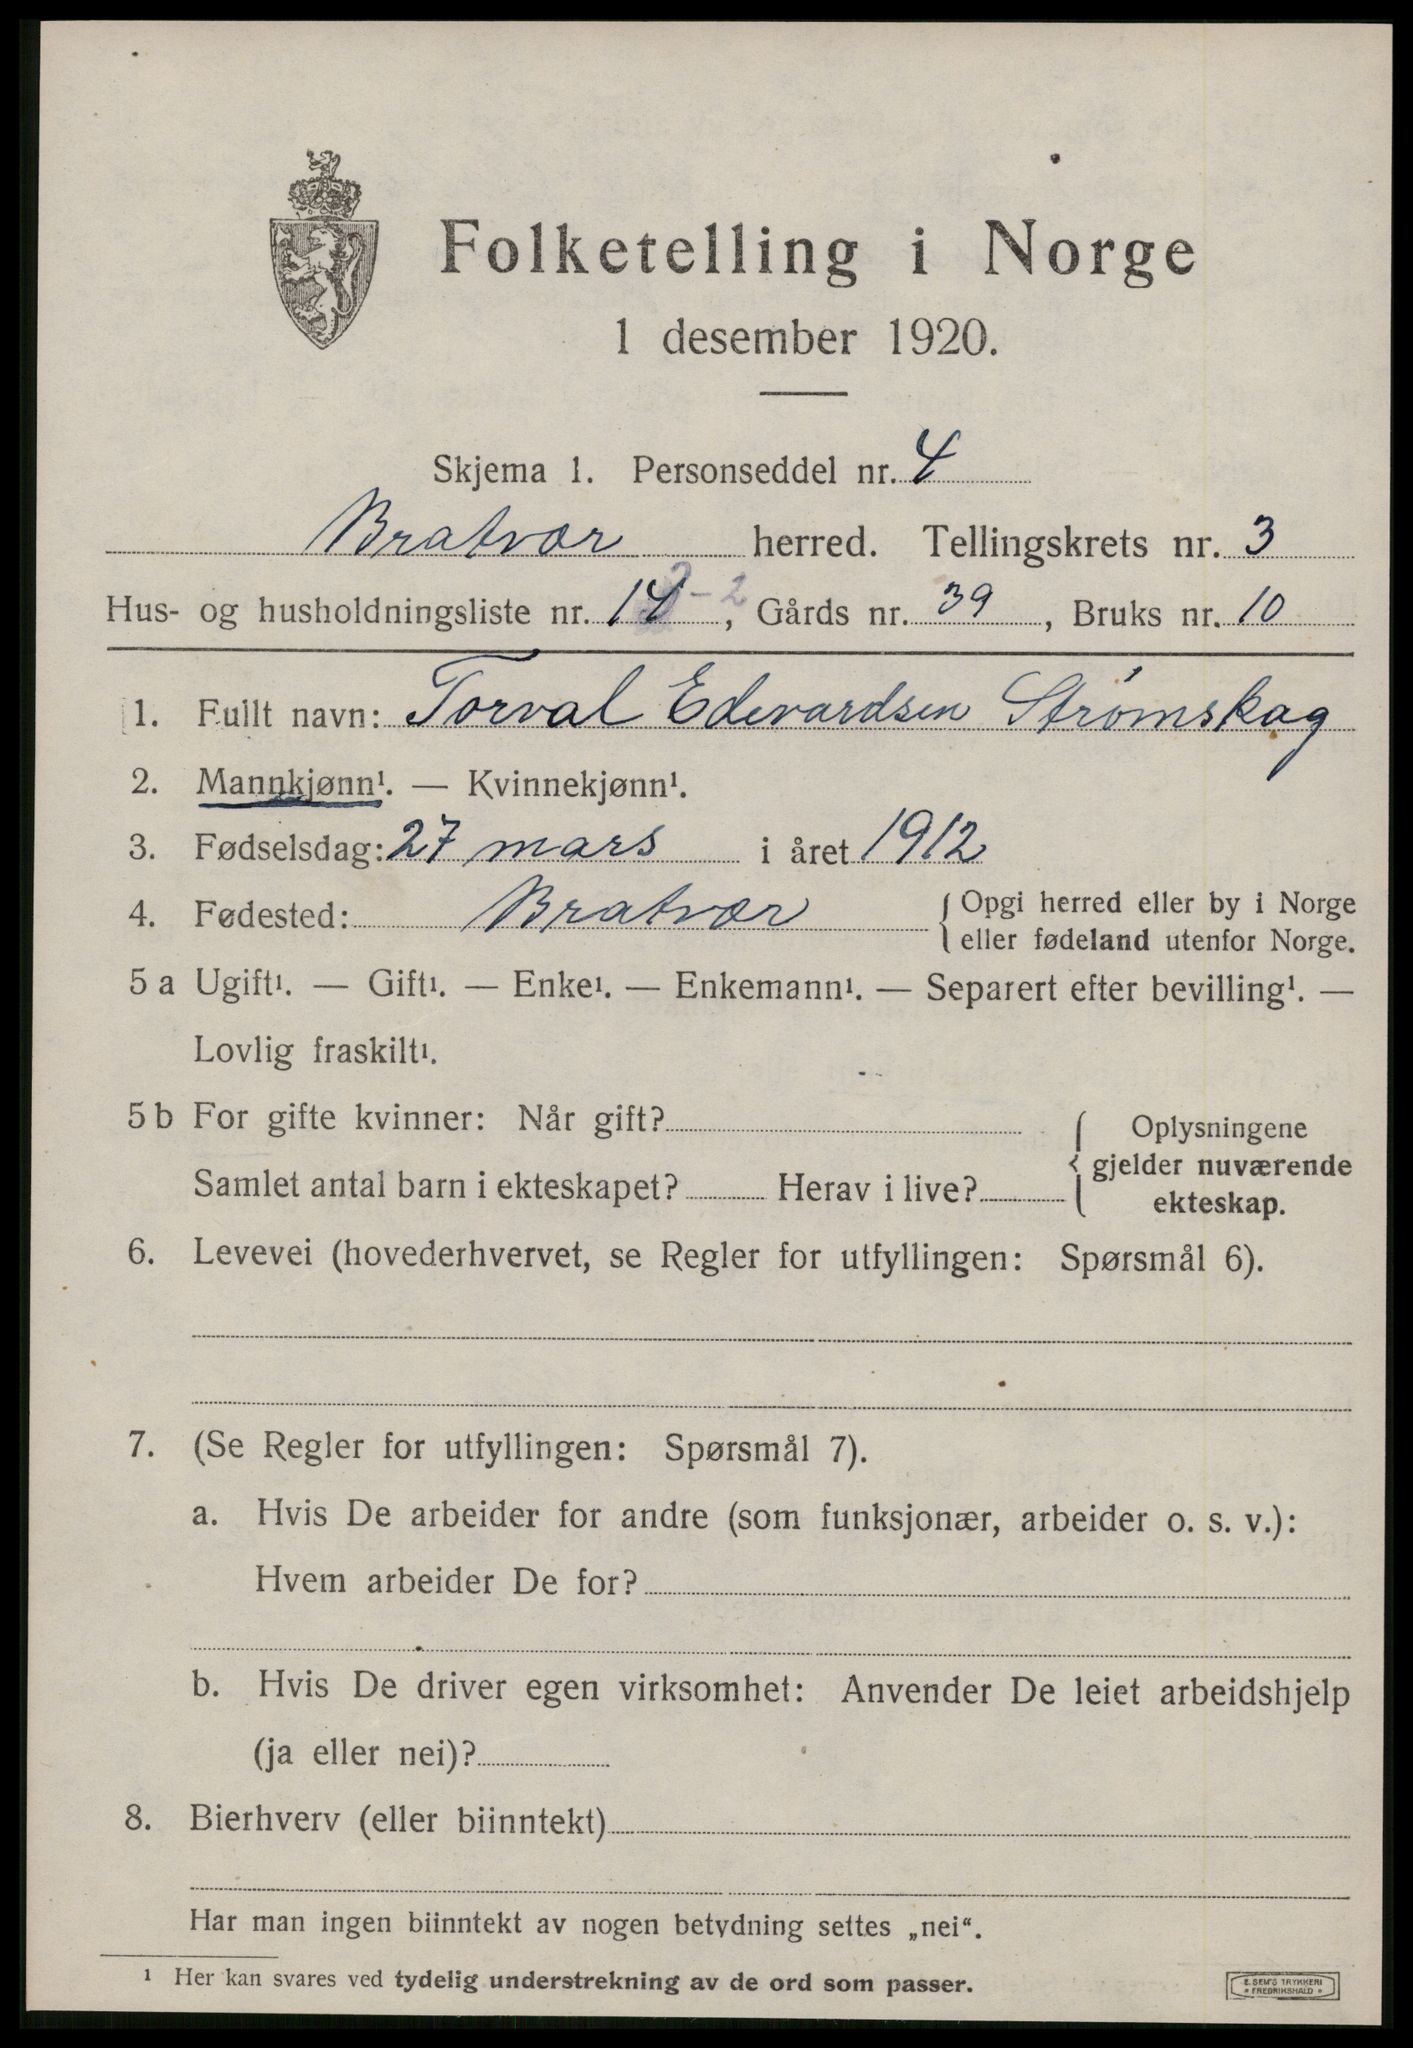 Folketelling i Norge
1 desember 1920.
Skjema 1. Personseddel nr. 4
Bratvær herred. Tellingskrets nr. 3
Hus- og husholdningsliste nr. 14 -2, Gårds nr. 39, Bruks nr. 10
1. Fullt navn: Torval Edevardsen Strømskag
2. Mannkjønn¹. — Kvinnekjønn¹.
3. Fødselsdag: 27 mars i året 1912
4. Fødested: Bratvær { Opgi herred eller by i Norge
eller fødeland utenfor Norge.
5 a Ugift¹. — Gift¹. — Enke¹. — Enkemann¹. — Separert efter bevilling¹. —
Lovlig fraskilt¹.
5 b For gifte kvinner: Når gift?
Samlet antal barn i ekteskapet? Herav i live?
Oplysningene
gjelder nuværende
ekteskap.
6. Levevei (hovederhvervet, se Regler for utfyllingen: Spørsmål 6).
7. (Se Regler for utfyllingen: Spørsmål 7).
a. Hvis De arbeider for andre (som funksjonær, arbeider o. s. v.):
Hvem arbeider De for?
b. Hvis De driver egen virksomhet: Anvender De leiet arbeidshjelp
(ja eller nei)?
8. Bierhverv (eller biinntekt)
Har man ingen biinntekt av nogen betydning settes „nei“.
¹ Her kan svares ved tydelig understrekning av de ord som passer.
E. SEM'S TRYKKERI
* FREDRIKSHALD *